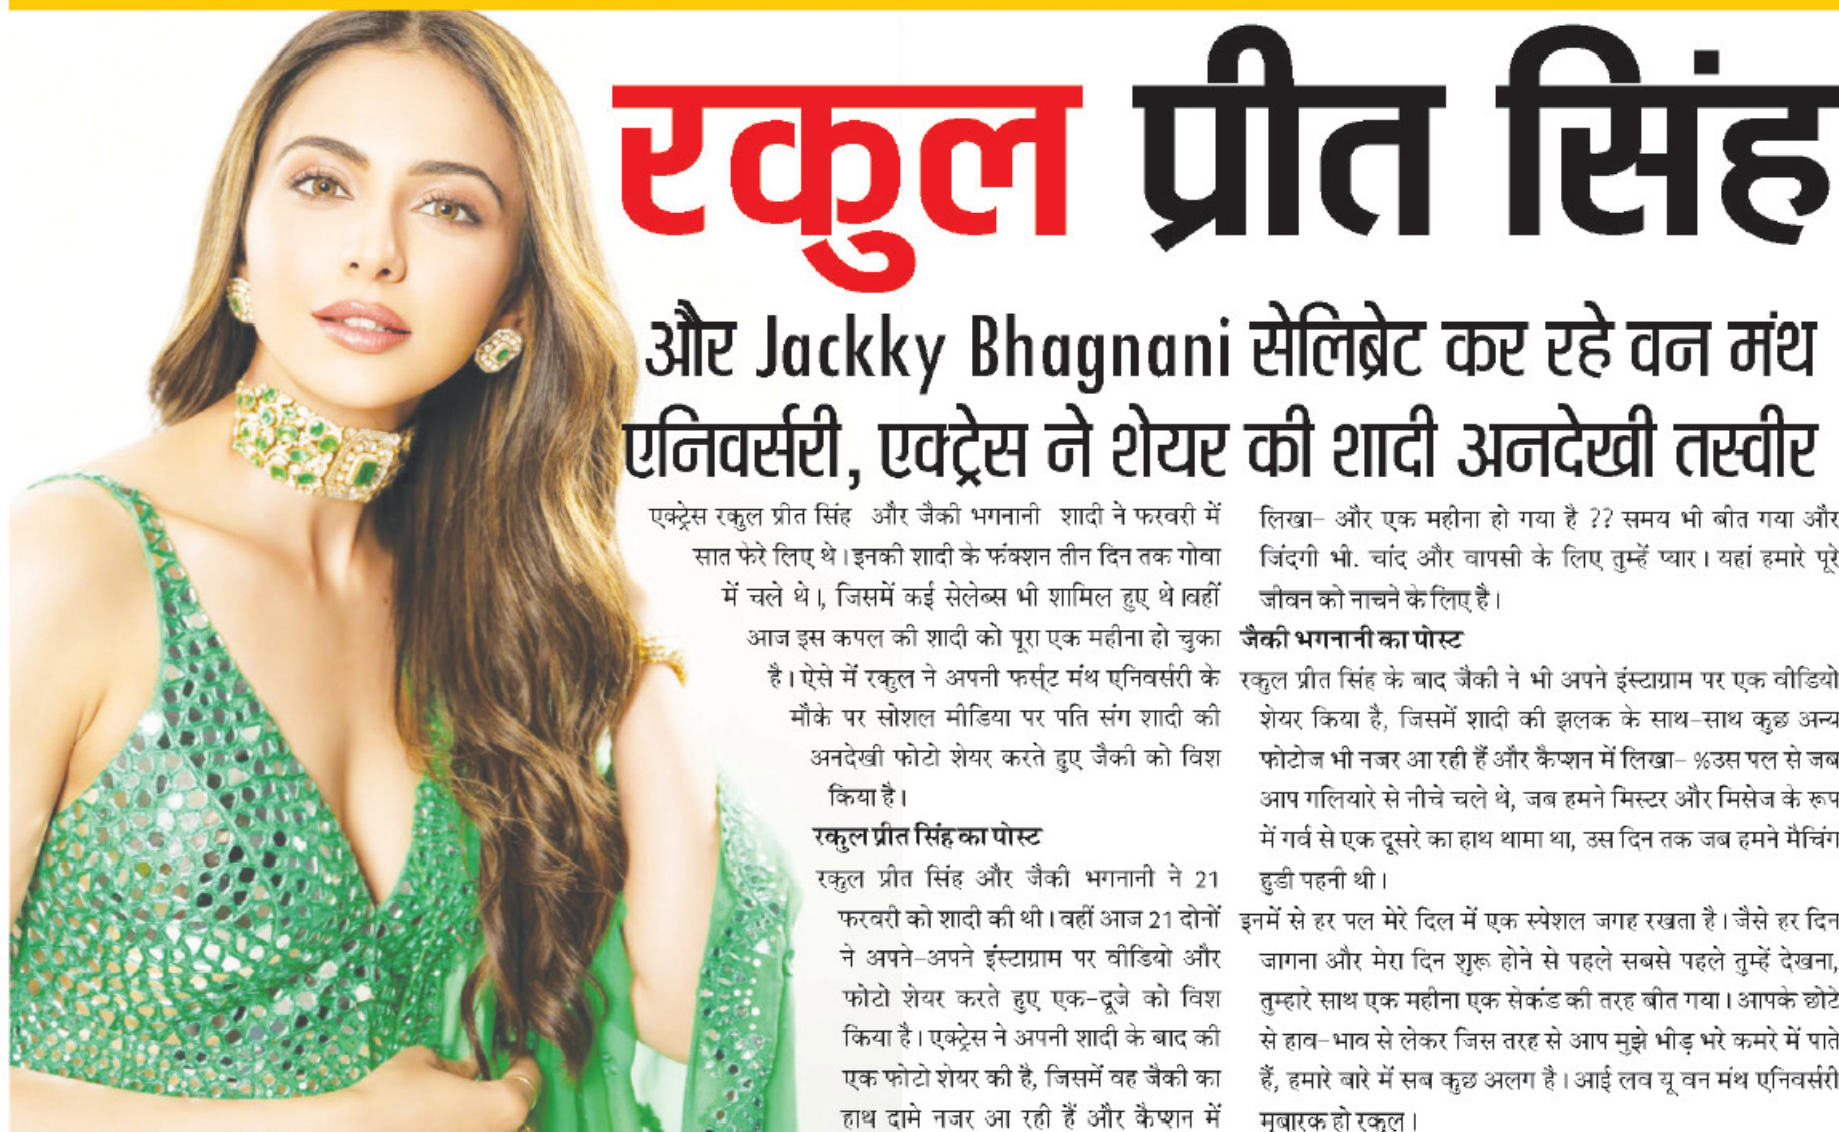 रकुल प्रीत सिंह
और Jackky Bhagnani सेलिब्रेट कर रहे वन मंथ
एनिवर्सरी, एक्ट्रेस ने शेयर की शादी अनदेखी तस्वीर
एक्ट्रेस रकुल प्रीत सिंह और जैकी भगनानी शादी ने फरवरी में
सात फेरे लिए थे। इनकी शादी के फंक्शन तीन दिन तक गोवा
में चले थे।, जिसमें कई सेलेब्स भी शामिल हुए थे।वहीं
आज इस कपल की शादी को पूरा एक महीना हो चुका
है। ऐसे में रकुल ने अपनी फर्स्ट मंथ एनिवर्सरी के
मौके पर सोशल मीडिया पर पति संग शादी की
अनदेखी फोटो शेयर करते हुए जैकी को विश
किया है।
रकुल प्रीत सिंह का पोस्ट
रकुल प्रीत सिंह और जैकी भगनानी ने 21
फरवरी को शादी की थी। वहीं आज 21 दोनों
ने अपने-अपने इंस्टाग्राम पर वीडियो और
फोटो शेयर करते हुए एक-दूजे को विश
किया है। एक्ट्रेस ने अपनी शादी के बाद की
एक फोटो शेयर की है, जिसमें वह जैकी का
हाथ दामे नजर आ रही हैं और कैप्शन में
लिखा- और एक महीना हो गया है ?? समय भी बीत गया और
जिंदगी भी. चांद और वापसी के लिए तुम्हें प्यार। यहां हमारे पूरे
जीवन को नाचने के लिए है।
जैकी भगनानी का पोस्ट
रकुल प्रीत सिंह के बाद जैकी ने भी अपने इंस्टाग्राम पर एक वीडियो
शेयर किया है, जिसमें शादी की झलक के साथ-साथ कुछ अन्य
फोटोज भी नजर आ रही हैं और कैप्शन में लिखा- %उस पल से जब
आप गलियारे से नीचे चले थे, जब हमने मिस्टर और मिसेज के रूप
में गर्व से एक दूसरे का हाथ थामा था, उस दिन तक जब हमने मैचिंग
हुडी पहनी थी।
इनमें से हर पल मेरे दिल में एक स्पेशल जगह रखता है। जैसे हर दिन
जागना और मेरा दिन शुरू होने से पहले सबसे पहले तुम्हें देखना,
तुम्हारे साथ एक महीना एक सेकंड की तरह बीत गया। आपके छोटे
से हाव-भाव से लेकर जिस तरह से आप मुझे भीड़ भरे कमरे में पाते
हैं, हमारे बारे में सब कुछ अलग है। आई लव यू वन मंथ एनिवर्सरी
मुबारक हो रकुल।